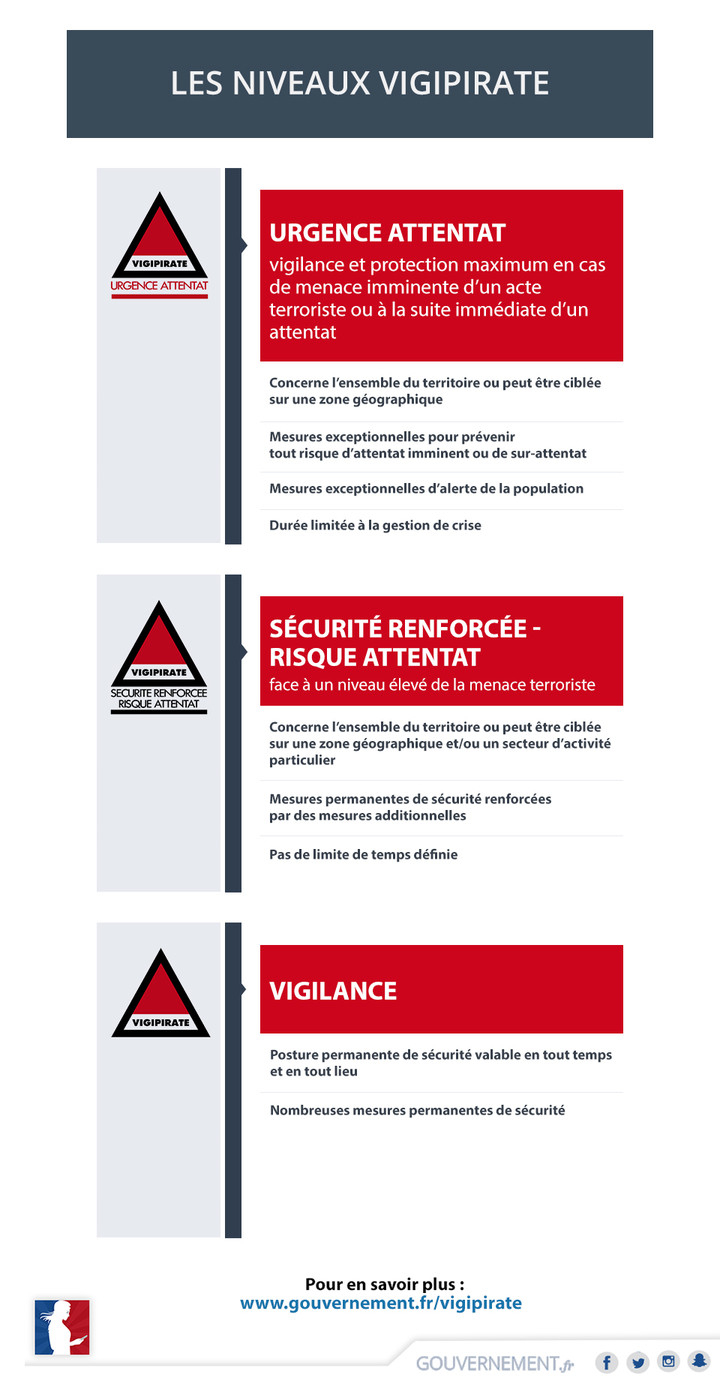 LES NIVEAUX VIGIPIRATE
VIGIPIRATE
URGENCE ATTENTAT
URGENCE ATTENTAT
vigilance et protection maximum en cas
de menace imminente d’un acte
terroriste ou à la suite immédiate d’un
attentat
Concerne l’ensemble du territoire ou peut être ciblée
sur une zone géographique
Mesures exceptionnelles pour prévenir
tout risque d’attentat imminent ou de sur-attentat
Mesures exceptionnelles d’alerte de la population
Durée limitée à la gestion de crise
VIGIPIRATE
SECURITE RENFORCEE
RISQUE ATTENTAT
SÉCURITÉ RENFORCÉE -
RISQUE ATTENTAT
face à un niveau élevé de la menace terroriste
Concerne l’ensemble du territoire ou peut être ciblée
sur une zone géographique et/ou un secteur d’activité
particulier
Mesures permanentes de sécurité renforcées
par des mesures additionnelles
Pas de limite de temps définie
VIGIPIRATE
VIGILANCE
Posture permanente de sécurité valable en tout temps
et en tout lieu
Nombreuses mesures permanentes de sécurité
Pour en savoir plus :
www.gouvernement.fr/vigipirate
GOUVERNEMENT.fr